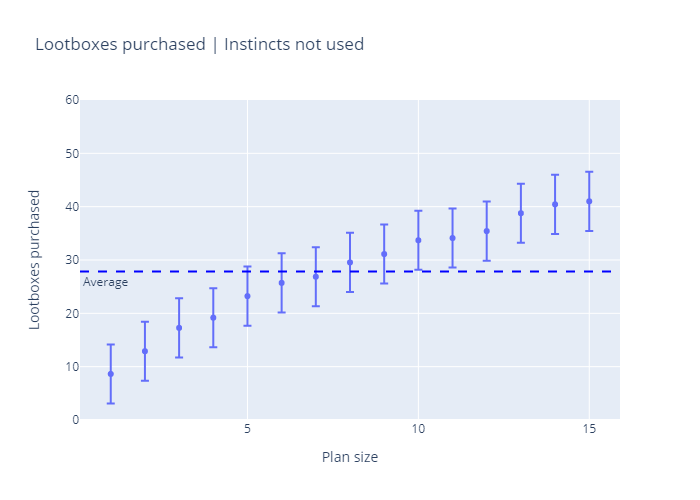 Lootboxes purchased | Instincts not used
60
50
40
30
20
10
0
Average
5
10
15
Plan size
Lootboxes purchased